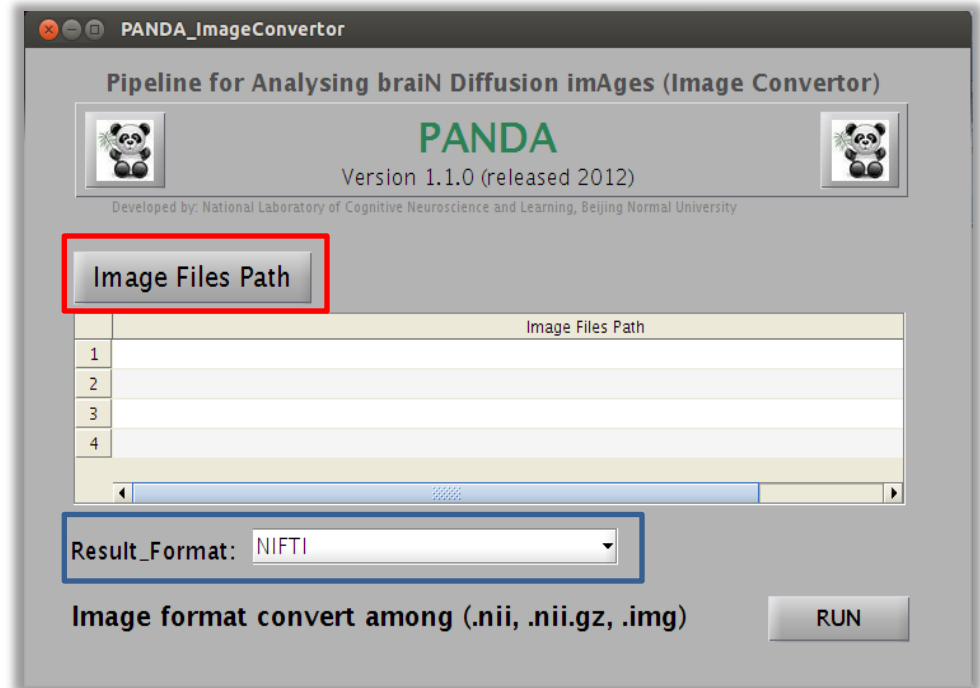 PANDA_ImageConvertor
Pipeline for Analysing braiN Diffusion imAges (Image Convertor)
PANDA
Version 1.1.0 (released 2012)
Developed by: National Laboratory of Cognitive Neuroscience and Learning, Beijing Normal University
Image Files Path
Image Files Path
1
2
3
4
Result_Format: NIFTI
Image format convert among (.nii, .nii.gz, .img) RUN